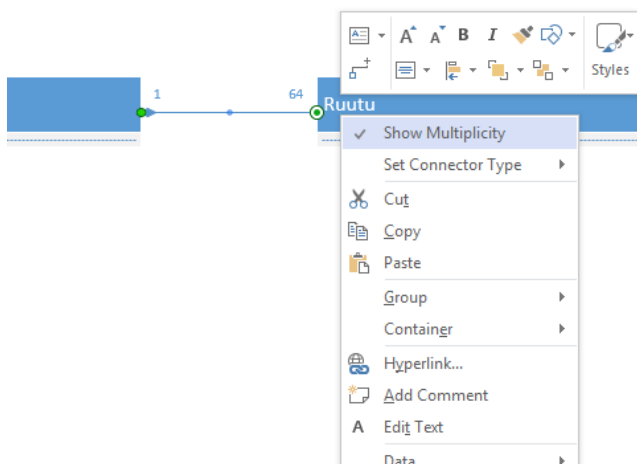 A A B I
Styles
1 64
Ruutu
Show Multiplicity
Set Connector Type
Cut
Copy
Paste
Group
Container
Hyperlink...
Add Comment
A Edit Text
Data